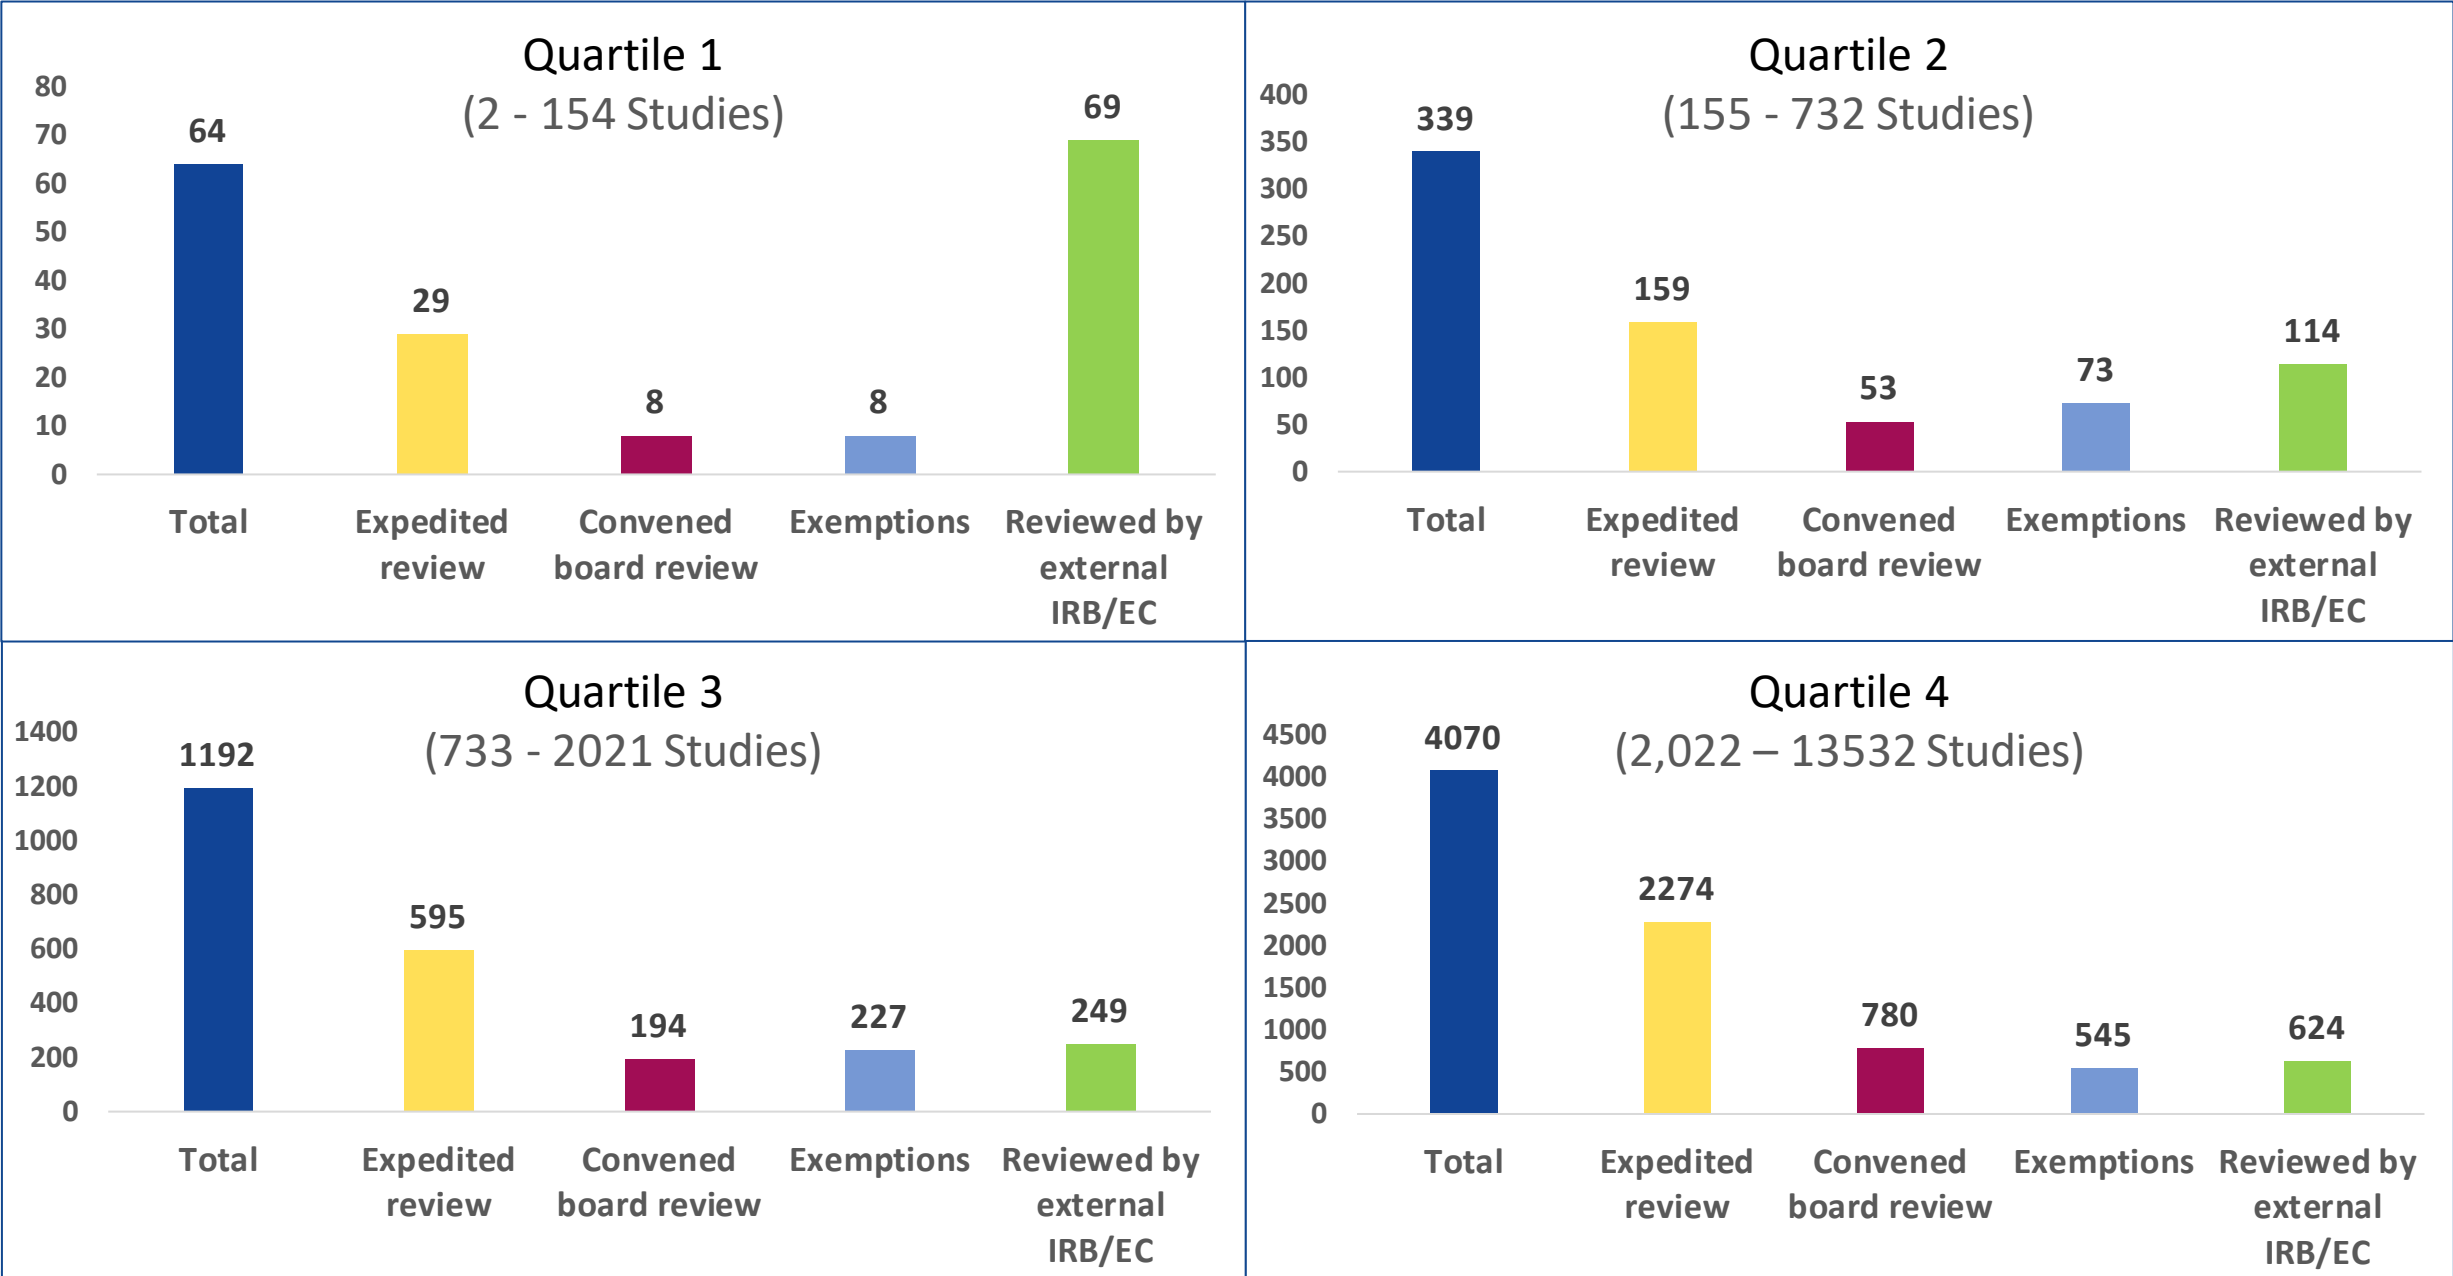 Quartile 1
(2 - 154 Studies)
80
70
60
50
40
30
20
10
0
64
29
8
8
69
Total
Expedited
review
Convened
board review
Exemptions
Reviewed by
external
IRB/EC
Quartile 2
(155 - 732 Studies)
400
350
300
250
200
150
100
50
0
339
159
53
73
114
Total
Expedited
review
Convened
board review
Exemptions
Reviewed by
external
IRB/EC
Quartile 3
(733 - 2021 Studies)
1400
1200
1000
800
600
400
200
0
1192
595
194
227
249
Total
Expedited
review
Convened
board review
Exemptions
Reviewed by
external
IRB/EC
Quartile 4
(2,022 – 13532 Studies)
4500
4000
3500
3000
2500
2000
1500
1000
500
0
4070
2274
780
545
624
Total
Expedited
review
Convened
board review
Exemptions
Reviewed by
external
IRB/EC